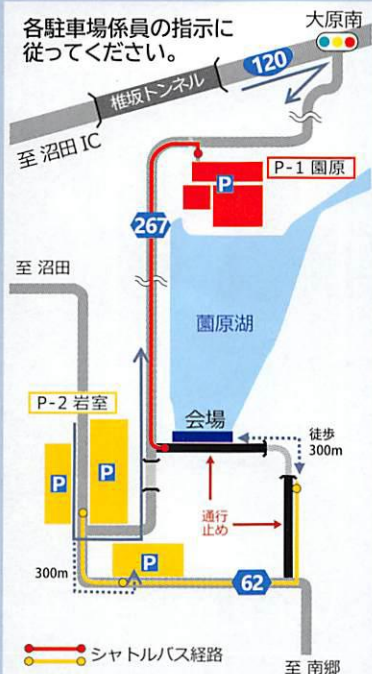 各駐車場係員の指示に
従ってください。
大原南
120
椎坂トンネル
至 沼田 IC
P-1 園原
P
267
至 沼田
薗原湖
P-2 岩室
会場
徒歩
300m
P
P
通行
止め
P
300m
62
シャトルバス経路
至 南郷